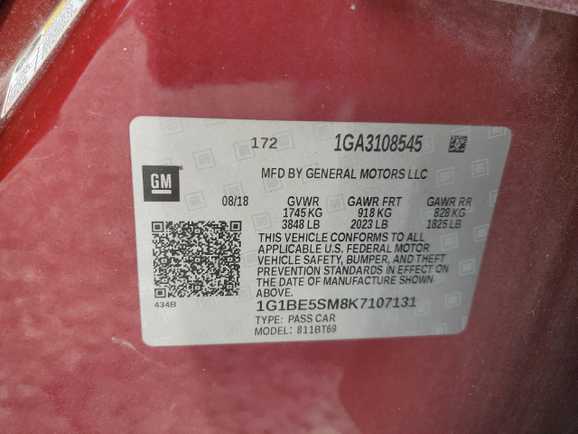 172 1GA3108545
MFD BY GENERAL MOTORS LLC
GM
08/18 GVWR GAWR FRT GAWR RR
1745 KG 918 KG 828 KG
3848 LB 2023 LB 1825 LB
THIS VEHICLE CONFORMS TO ALL
APPLICABLE U.S. FEDERAL MOTOR
VEHICLE SAFETY, BUMPER, AND THEFT
PREVENTION STANDARDS IN EFFECT ON
THE DATE OF MANUFACTURE SHOWN
ABOVE.
434B
1G1BE5SM8K7107131
TYPE: PASS CAR
MODEL: 811BT69